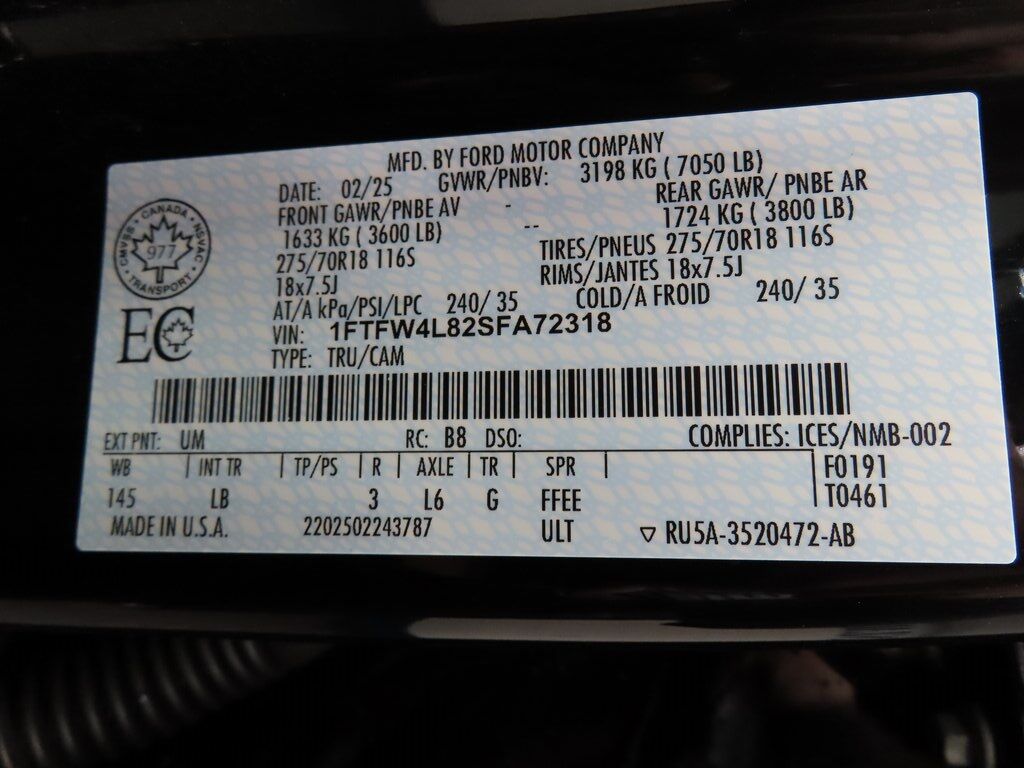 MFD. BY FORD MOTOR COMPANY
DATE: 02/25 GVWR/PNBV: 3198 KG ( 7050 LB)
FRONT GAWR/PNBE AV - REAR GAWR/ PNBE AR
1633 KG ( 3600 LB) -- 1724 KG ( 3800 LB)
275/70R18 116S TIRES/PNEUS 275/70R18 116S
18x7.5J RIMS/JANTES 18x7.5J
AT/A kPa/PSI/LPC 240/ 35 COLD/A FROID 240/ 35
VIN: 1FTFW4L82SFA72318
TYPE: TRU/CAM
CANADA
CMVSS · NSVAC
977
TRANSPORT
EC
EXT PNT: UM RC: B8 DSO: COMPLIES: ICES/NMB-002
WB | INT TR | TP/PS | R | AXLE | TR | SPR | F0191
145 LB 3 L6 G FFEE | T0461
MADE IN U.S.A. 2202502243787 ULT ▽ RU5A-3520472-AB